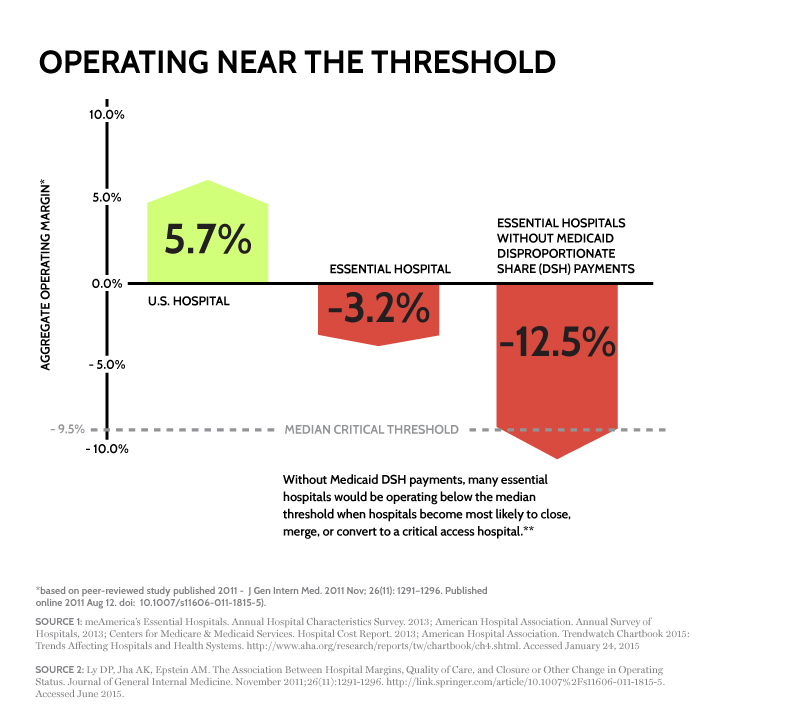 OPERATING NEAR THE THRESHOLD
AGGREGATE OPERATING MARGIN*
10.0%
5.0%
0.0%
- 5.0%
- 9.5%
- 10.0%
5.7%
U.S. HOSPITAL
ESSENTIAL HOSPITAL
-3.2%
ESSENTIAL HOSPITALS
WITHOUT MEDICAID
DISPROPORTIONATE
SHARE (DSH) PAYMENTS
-12.5%
MEDIAN CRITICAL THRESHOLD
Without Medicaid DSH payments, many essential
hospitals would be operating below the median
threshold when hospitals become most likely to close,
merge, or convert to a critical access hospital.**
*based on peer-reviewed study published 2011 - J Gen Intern Med. 2011 Nov; 26(11): 1291–1296. Published
online 2011 Aug 12. doi: 10.1007/s11606-011-1815-5).
SOURCE 1: meAmerica's Essential Hospitals. Annual Hospital Characteristics Survey. 2013; American Hospital Association. Annual Survey of
Hospitals, 2013; Centers for Medicare & Medicaid Services. Hospital Cost Report. 2013; American Hospital Association. Trendwatch Chartbook 2015:
Trends Affecting Hospitals and Health Systems. http://www.aha.org/research/reports/tw/chartbook/ch4.shtml. Accessed January 24, 2015
SOURCE 2: Ly DP, Jha AK, Epstein AM. The Association Between Hospital Margins, Quality of Care, and Closure or Other Change in Operating
Status. Journal of General Internal Medicine. November 2011;26(11):1291-1296. http://link.springer.com/article/10.1007%2Fs11606-011-1815-5.
Accessed June 2015.